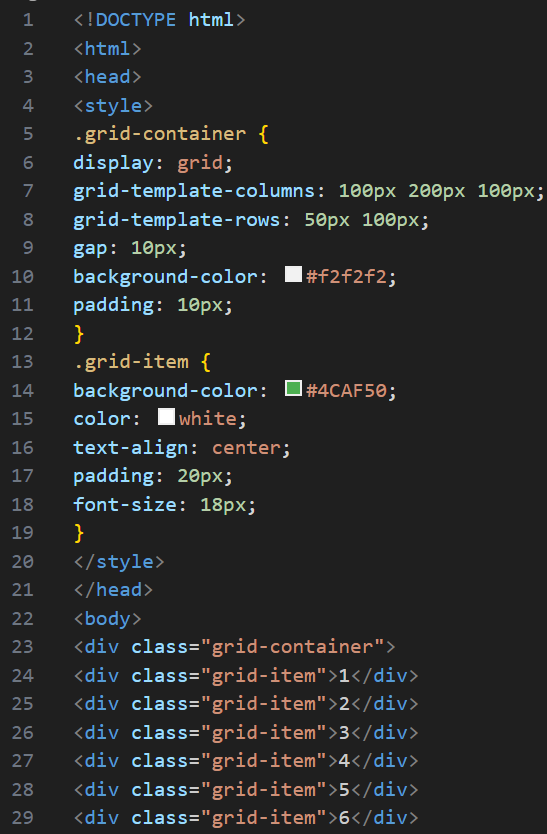 1 <!DOCTYPE html>
2 <html>
3 <head>
4 <style>
5 .grid-container {
6 display: grid;
7 grid-template-columns: 100px 200px 100px;
8 grid-template-rows: 50px 100px;
9 gap: 10px;
10 background-color: #f2f2f2;
11 padding: 10px;
12 }
13 .grid-item {
14 background-color: #4CAF50;
15 color: white;
16 text-align: center;
17 padding: 20px;
18 font-size: 18px;
19 }
20 </style>
21 </head>
22 <body>
23 <div class="grid-container">
24 <div class="grid-item">1</div>
25 <div class="grid-item">2</div>
26 <div class="grid-item">3</div>
27 <div class="grid-item">4</div>
28 <div class="grid-item">5</div>
29 <div class="grid-item">6</div>